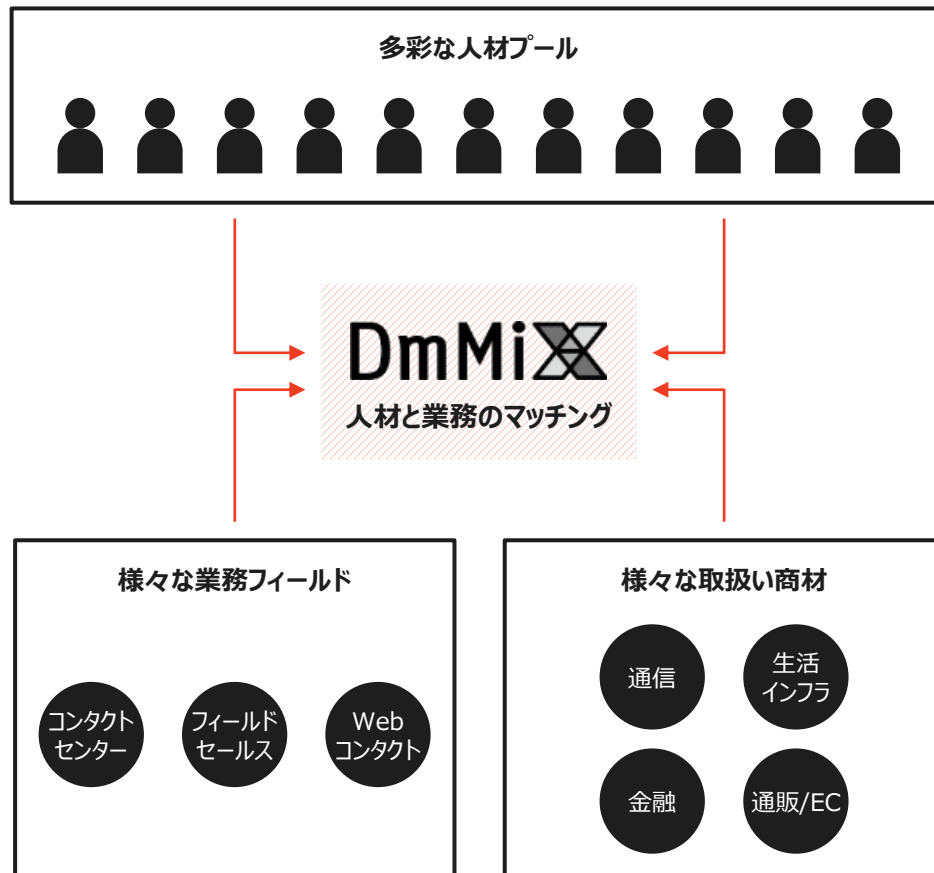 多彩な人材プール
DmMiX
人材と業務のマッチング
様々な業務フィールド
コンタクト
センター
フィールド
セールス
Web
コンタクト
様々な取扱い商材
通信
生活
インフラ
金融
通販/EC